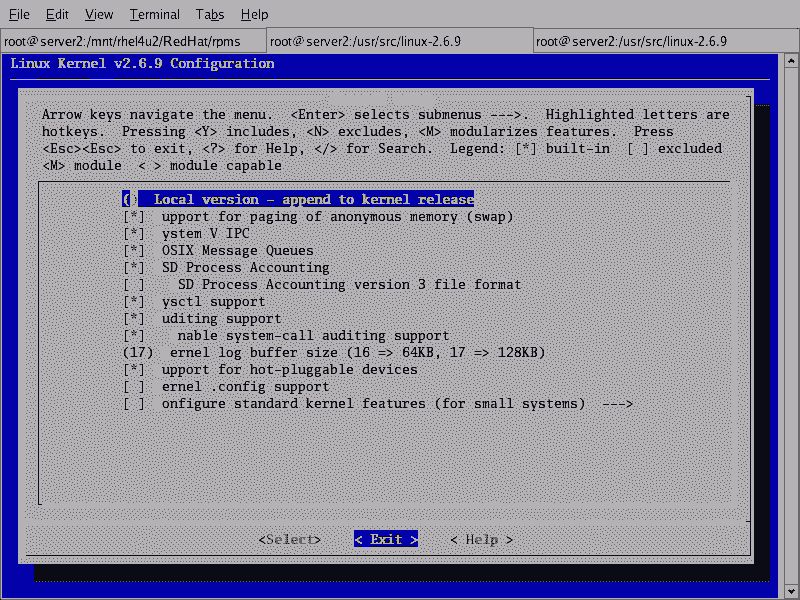 File Edit View Terminal Tabs Help
root@server2:/mnt/rhel4u2/RedHat/rpms root@server2:/usr/src/linux-2.6.9 root@server2:/usr/src/linux-2.6.9
Linux Kernel v2.6.9 Configuration
Arrow keys navigate the menu. <Enter> selects submenus --->. Highlighted letters are
hotkeys. Pressing <Y> includes, <N> excludes, <M> modularizes features. Press
<Esc><Esc> to exit, <?> for Help, </> for Search. Legend: [*] built-in [ ] excluded
<M> module < > module capable
( ) Local version - append to kernel release
[*] upport for paging of anonymous memory (swap)
[*] ystem V IPC
[*] OSIX Message Queues
[*] SD Process Accounting
[ ] SD Process Accounting version 3 file format
[*] ysctl support
[*] uditing support
[*] nable system-call auditing support
(17) ernel log buffer size (16 => 64KB, 17 => 128KB)
[*] upport for hot-pluggable devices
[ ] ernel .config support
[ ] onfigure standard kernel features (for small systems) --->
<Select> < Exit > < Help >